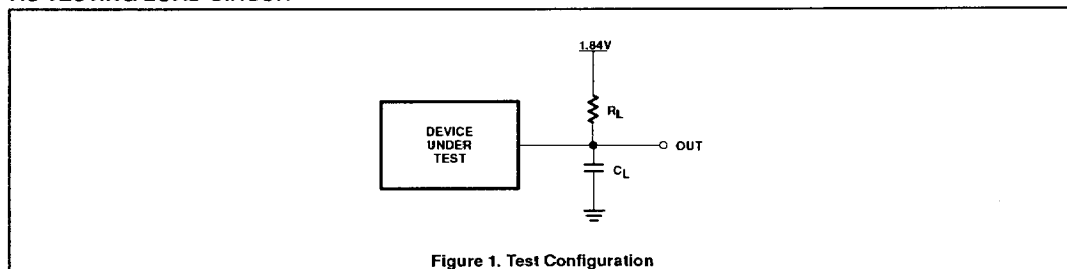 1.84V
RL
DEVICE
UNDER
TEST
OUT
CL
Figure 1. Test Configuration